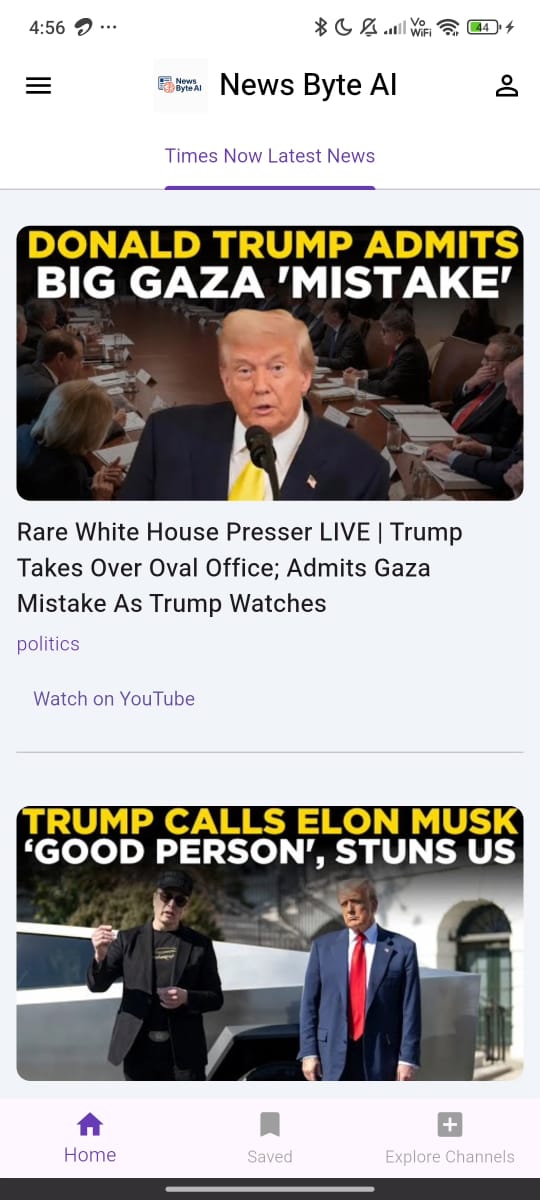 4:56
Vo
WiFi
44
News
Byte AI
News Byte AI
Times Now Latest News
DONALD TRUMP ADMITS
BIG GAZA 'MISTAKE'
Rare White House Presser LIVE | Trump
Takes Over Oval Office; Admits Gaza
Mistake As Trump Watches
politics
Watch on YouTube
TRUMP CALLS ELON MUSK
‘GOOD PERSON’, STUNS US
Home
Saved
Explore Channels